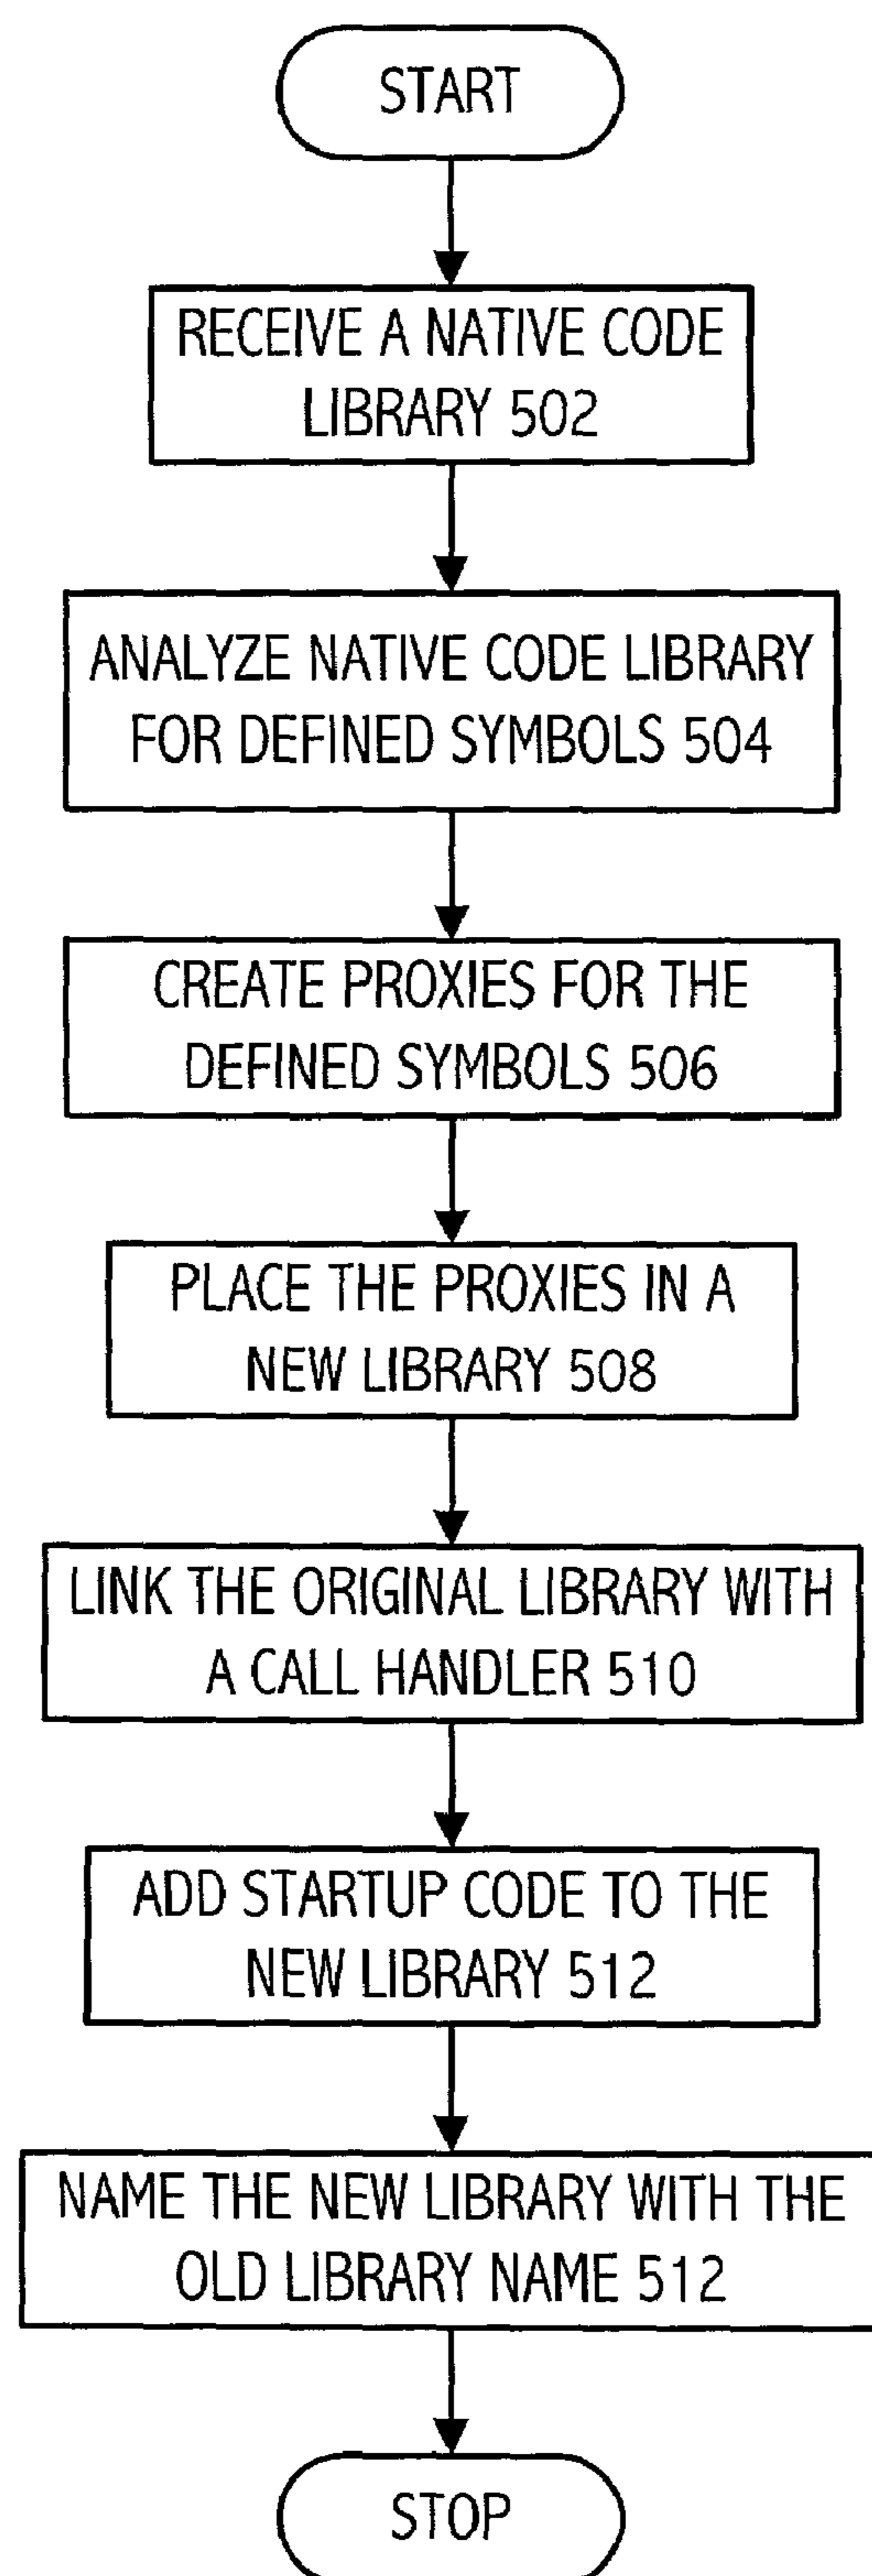 START
RECEIVE A NATIVE CODE
LIBRARY 502
ANALYZE NATIVE CODE LIBRARY
FOR DEFINED SYMBOLS 504
CREATE PROXIES FOR THE
DEFINED SYMBOLS 506
PLACE THE PROXIES IN A
NEW LIBRARY 508
LINK THE ORIGINAL LIBRARY WITH
A CALL HANDLER 510
ADD STARTUP CODE TO THE
NEW LIBRARY 512
NAME THE NEW LIBRARY WITH THE
OLD LIBRARY NAME 512
STOP